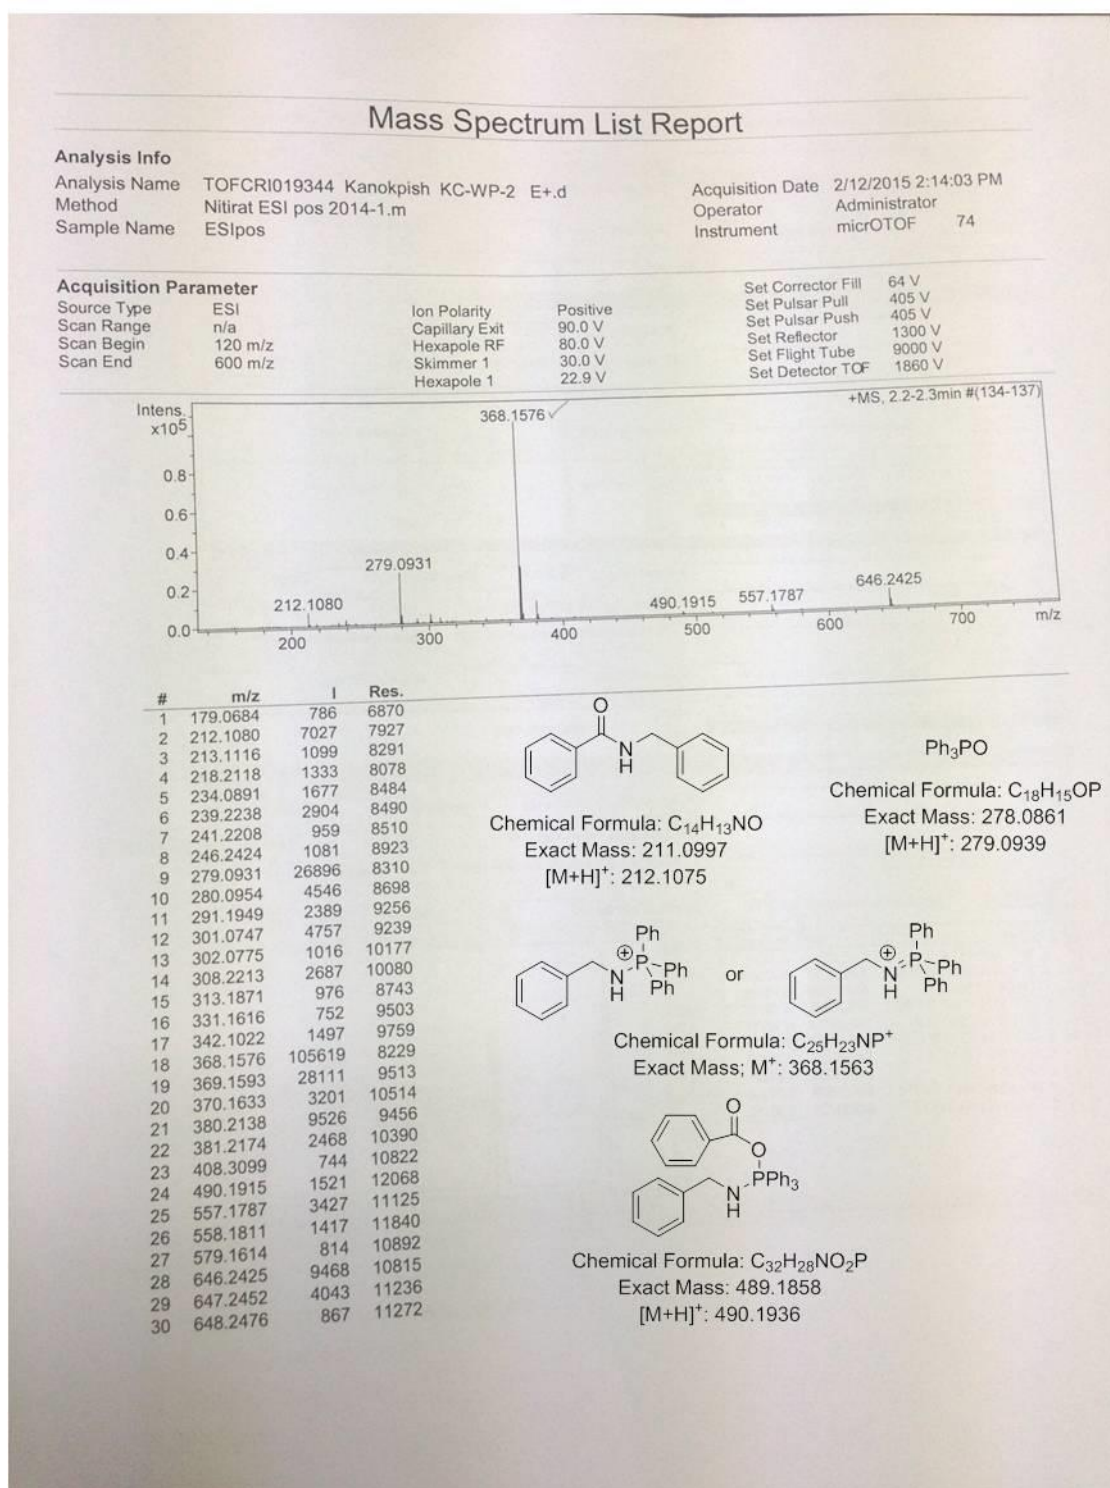 Mass Spectrum List Report
Analysis Info
Analysis Name TOFCRI019344 Kanokpish KC-WP-2 E+.d
Method Nitirat ESI pos 2014-1.m
Sample Name ESIpos
Acquisition Date 2/12/2015 2:14:03 PM
Operator Administrator
Instrument micrOTOF 74
Acquisition Parameter
Source Type ESI
Scan Range n/a
Scan Begin 120 m/z
Scan End 600 m/z
Ion Polarity Positive
Capillary Exit 90.0 V
Hexapole RF 80.0 V
Skimmer 1 30.0 V
Hexapole 1 22.9 V
Set Corrector Fill 64 V
Set Pulsar Pull 405 V
Set Pulsar Push 405 V
Set Reflector 1300 V
Set Flight Tube 9000 V
Set Detector TOF 1860 V
Intens.
x10⁵
+MS, 2.2-2.3min #(134-137)
368.1576
0.8
0.6
0.4
279.0931
0.2
212.1080
490.1915
557.1787
646.2425
0.0
200 300 400 500 600 700 m/z
# m/z I Res.
1 179.0684 786 6870
2 212.1080 7027 7927
3 213.1116 1099 8291
4 218.2118 1333 8078
5 234.0891 1677 8484
6 239.2238 2904 8490
7 241.2208 959 8510
8 246.2424 1081 8923
9 279.0931 26896 8310
10 280.0954 4546 8698
11 291.1949 2389 9256
12 301.0747 4757 9239
13 302.0775 1016 10177
14 308.2213 2687 10080
15 313.1871 976 8743
16 331.1616 752 9503
17 342.1022 1497 9759
18 368.1576 105619 8229
19 369.1593 28111 9513
20 370.1633 3201 10514
21 380.2138 9526 9456
22 381.2174 2468 10390
23 408.3099 744 10822
24 490.1915 1521 12068
25 557.1787 3427 11125
26 558.1811 1417 11840
27 579.1614 814 10892
28 646.2425 9468 10815
29 647.2452 4043 11236
30 648.2476 867 11272
O
N
H
Chemical Formula: C₁₄H₁₃NO
Exact Mass: 211.0997
[M+H]⁺: 212.1075
Ph₃PO
Chemical Formula: C₁₈H₁₅OP
Exact Mass: 278.0861
[M+H]⁺: 279.0939
Ph
⊕
P
Ph
N
H
Ph
or
Ph
⊕
P
Ph
N
H
Ph
Chemical Formula: C₂₅H₂₃NP⁺
Exact Mass; M⁺: 368.1563
O
O
PPh₃
N
H
Chemical Formula: C₃₂H₂₈NO₂P
Exact Mass: 489.1858
[M+H]⁺: 490.1936